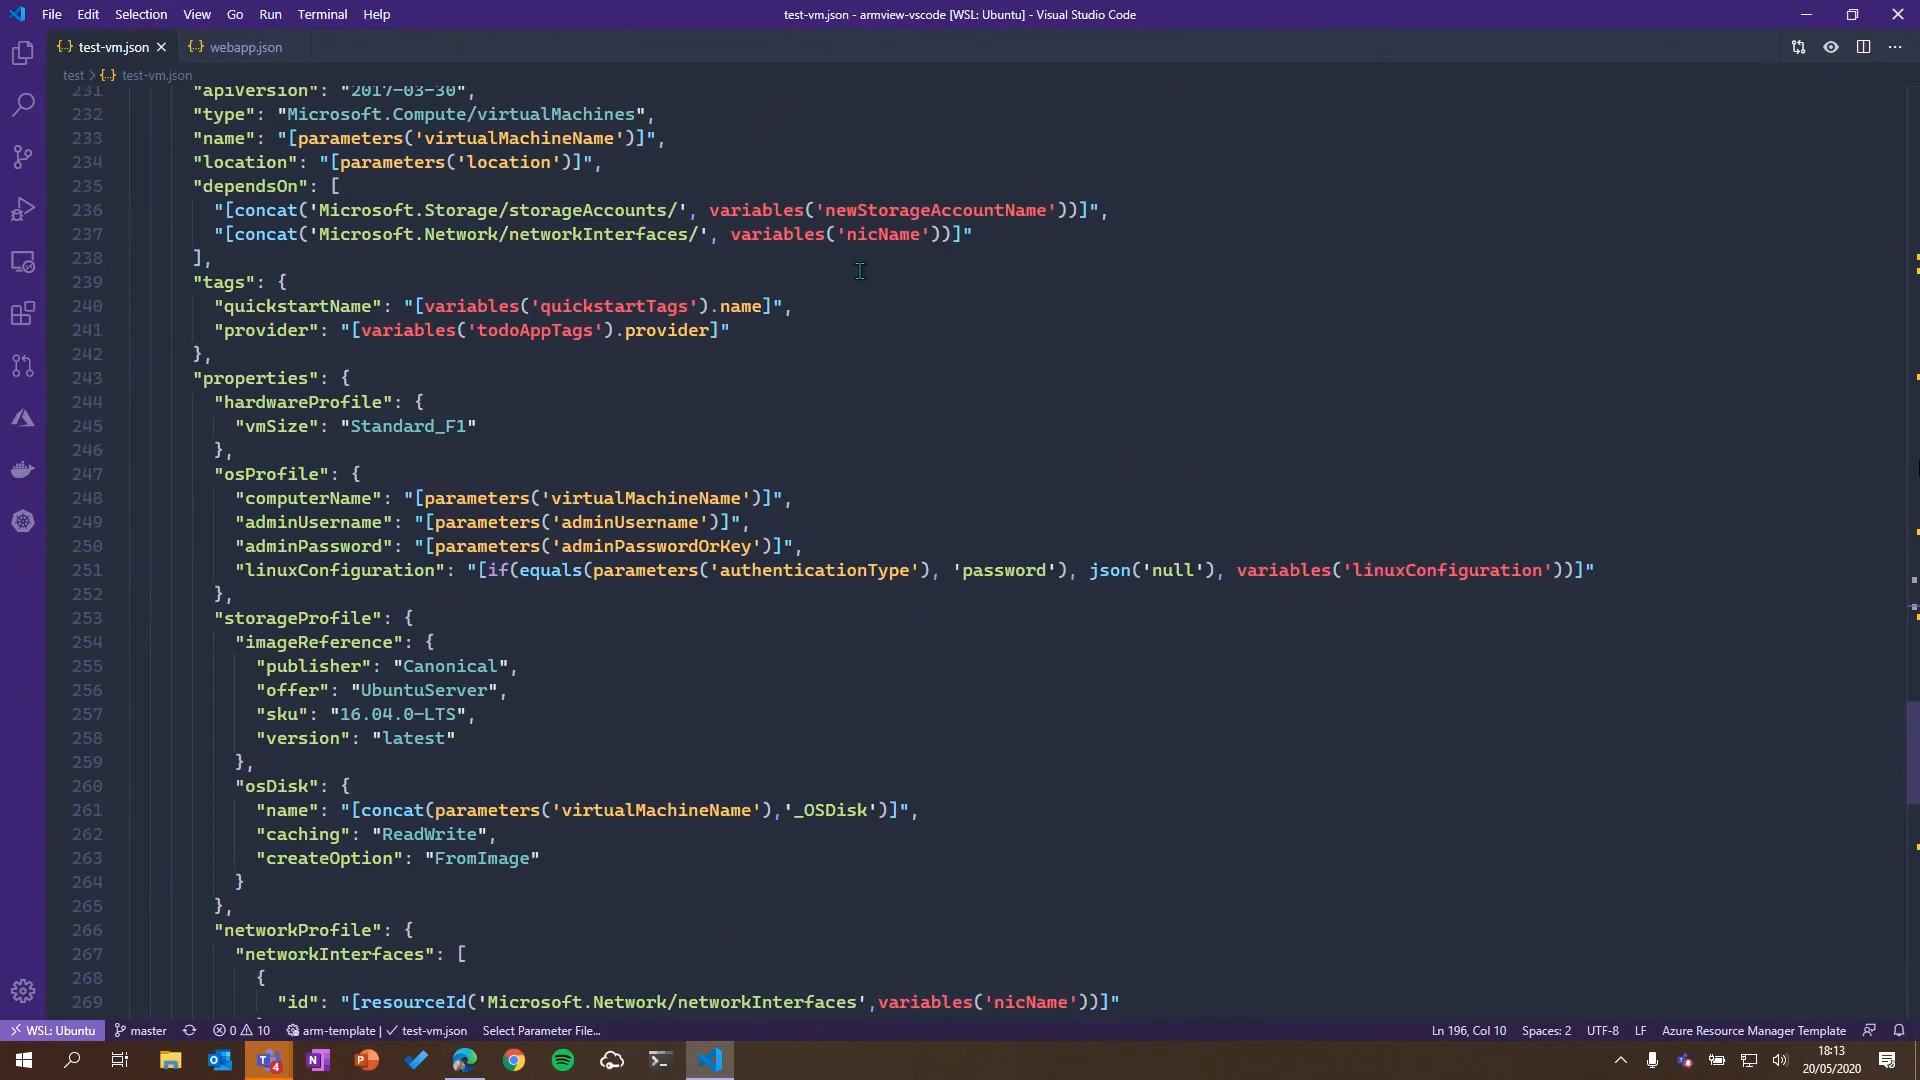 File Edit Selection View Go Run Terminal Help
test-vm.json - armview-vscode [WSL: Ubuntu] - Visual Studio Code
{..} test-vm.json
{..} webapp.json
test > {..} test-vm.json
231 "apiVersion": "2017-03-30",
232 "type": "Microsoft.Compute/virtualMachines",
233 "name": "[parameters('virtualMachineName')]",
234 "location": "[parameters('location')]",
235 "dependsOn": [
236 "[concat('Microsoft.Storage/storageAccounts/', variables('newStorageAccountName'))]",
237 "[concat('Microsoft.Network/networkInterfaces/', variables('nicName'))]"
238 ],
239 "tags": {
240 "quickstartName": "[variables('quickstartTags').name]",
241 "provider": "[variables('todoAppTags').provider]"
242 },
243 "properties": {
244 "hardwareProfile": {
245 "vmSize": "Standard_F1"
246 },
247 "osProfile": {
248 "computerName": "[parameters('virtualMachineName')]",
249 "adminUsername": "[parameters('adminUsername')]",
250 "adminPassword": "[parameters('adminPasswordOrKey')]",
251 "linuxConfiguration": "[if(equals(parameters('authenticationType'), 'password'), json('null'), variables('linuxConfiguration'))]"
252 },
253 "storageProfile": {
254 "imageReference": {
255 "publisher": "Canonical",
256 "offer": "UbuntuServer",
257 "sku": "16.04.0-LTS",
258 "version": "latest"
259 },
260 "osDisk": {
261 "name": "[concat(parameters('virtualMachineName'),'_OSDisk')]",
262 "caching": "ReadWrite",
263 "createOption": "FromImage"
264 }
265 },
266 "networkProfile": {
267 "networkInterfaces": [
268 {
269 "id": "[resourceId('Microsoft.Network/networkInterfaces',variables('nicName'))]"
WSL: Ubuntu master 0 10 arm-template | ✓ test-vm.json Select Parameter File... Ln 196, Col 10 Spaces: 2 UTF-8 LF Azure Resource Manager Template
4
18:13
20/05/2020